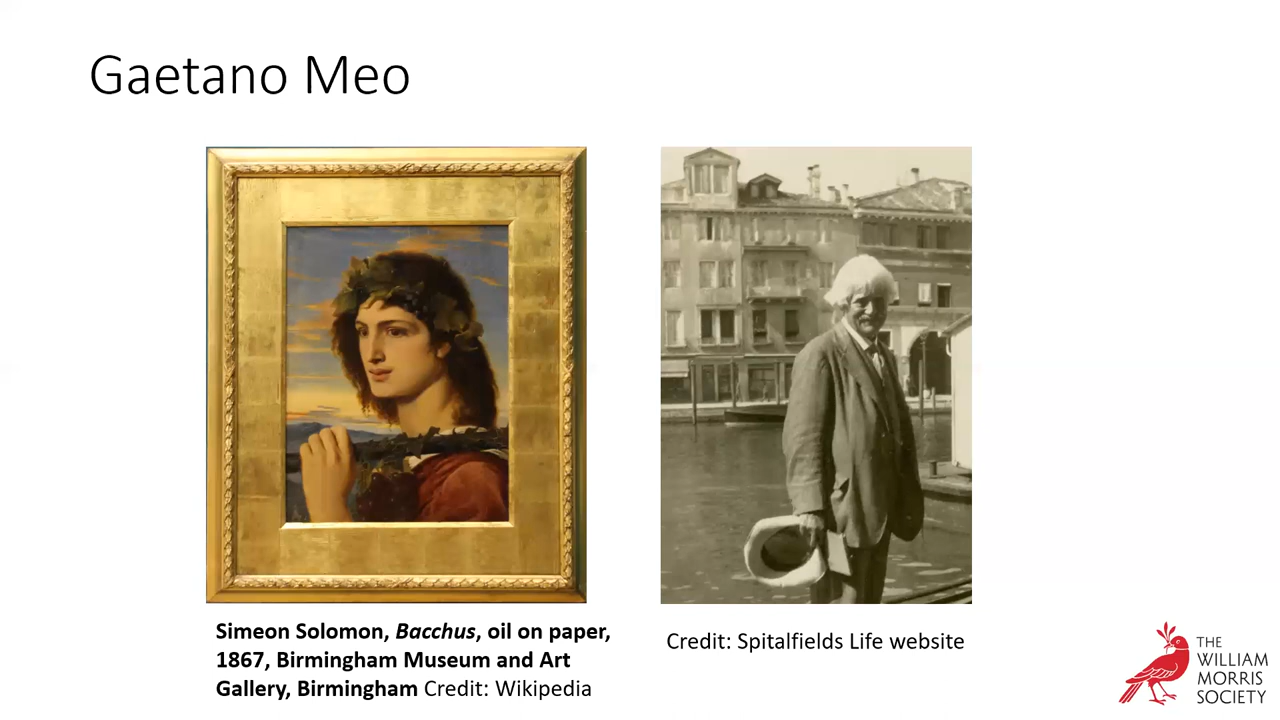 Gaetano Meo
Simeon Solomon, Bacchus, oil on paper,
1867, Birmingham Museum and Art
Gallery, Birmingham Credit: Wikipedia
Credit: Spitalfields Life website
THE
WILLIAM
MORRIS
SOCIETY